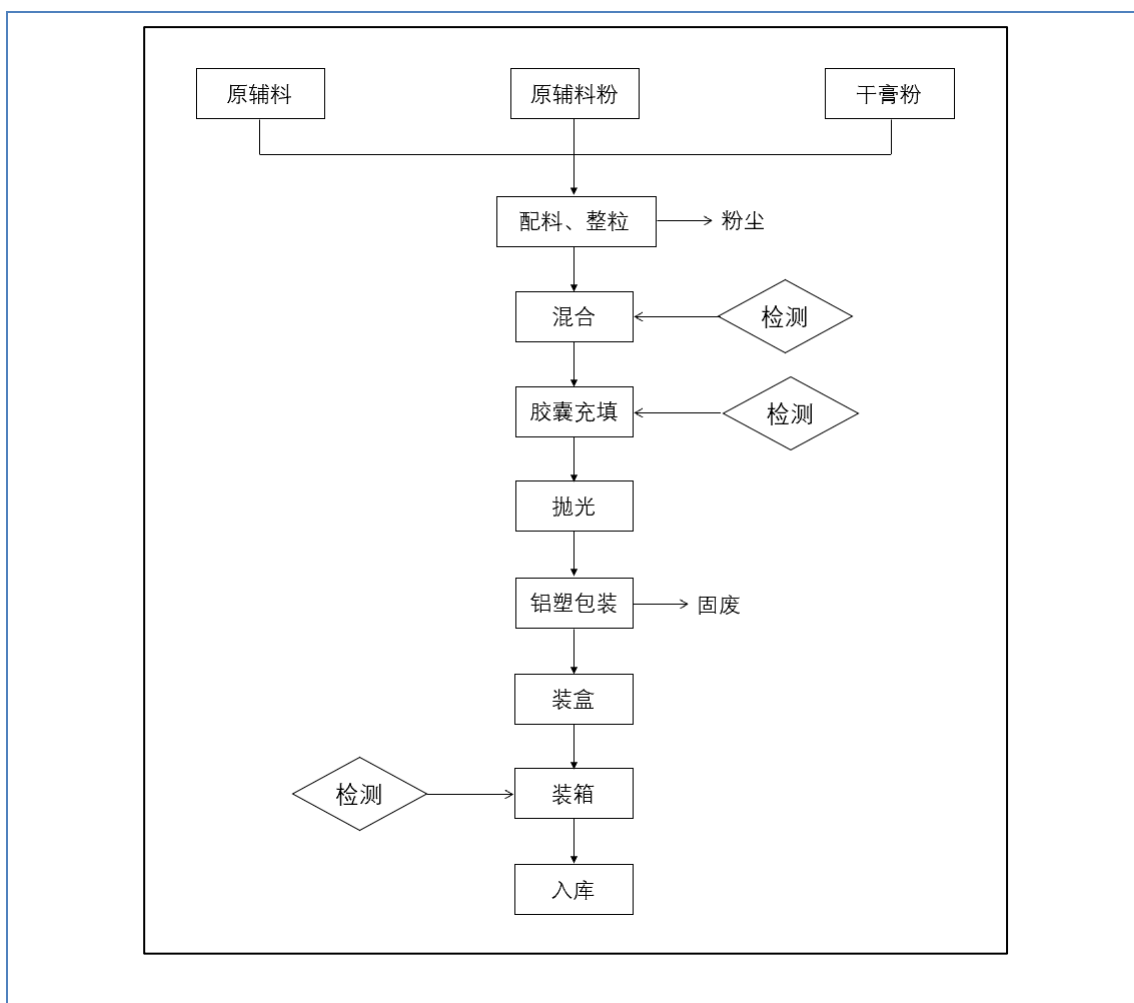 原辅料
原辅料粉
干膏粉
配料、整粒
粉尘
混合
检测
胶囊充填
检测
抛光
铝塑包装
固废
装盒
检测
装箱
入库